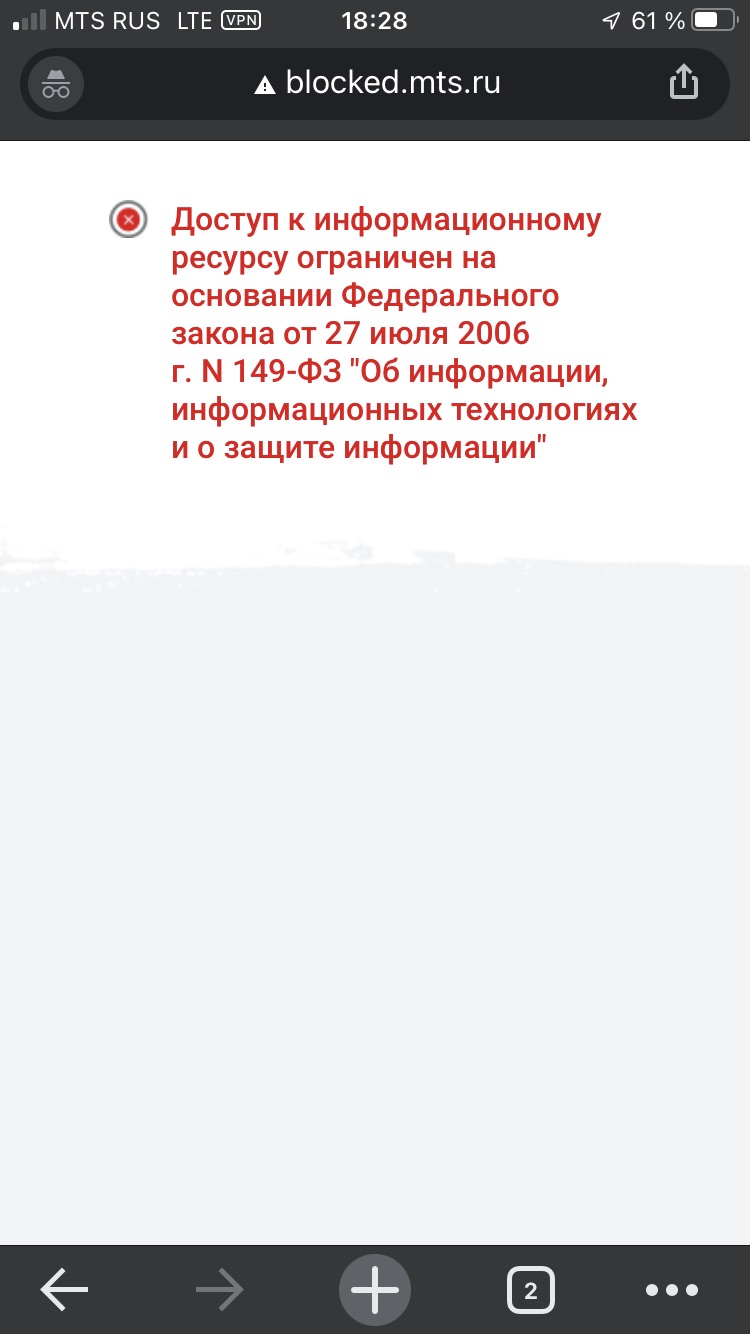 MTS RUS LTE VPN 18:28 61 %
blocked.mts.ru
Доступ к информационному
ресурсу ограничен на
основании Федерального
закона от 27 июля 2006
г. N 149-ФЗ "Об информации,
информационных технологиях
и о защите информации"
2